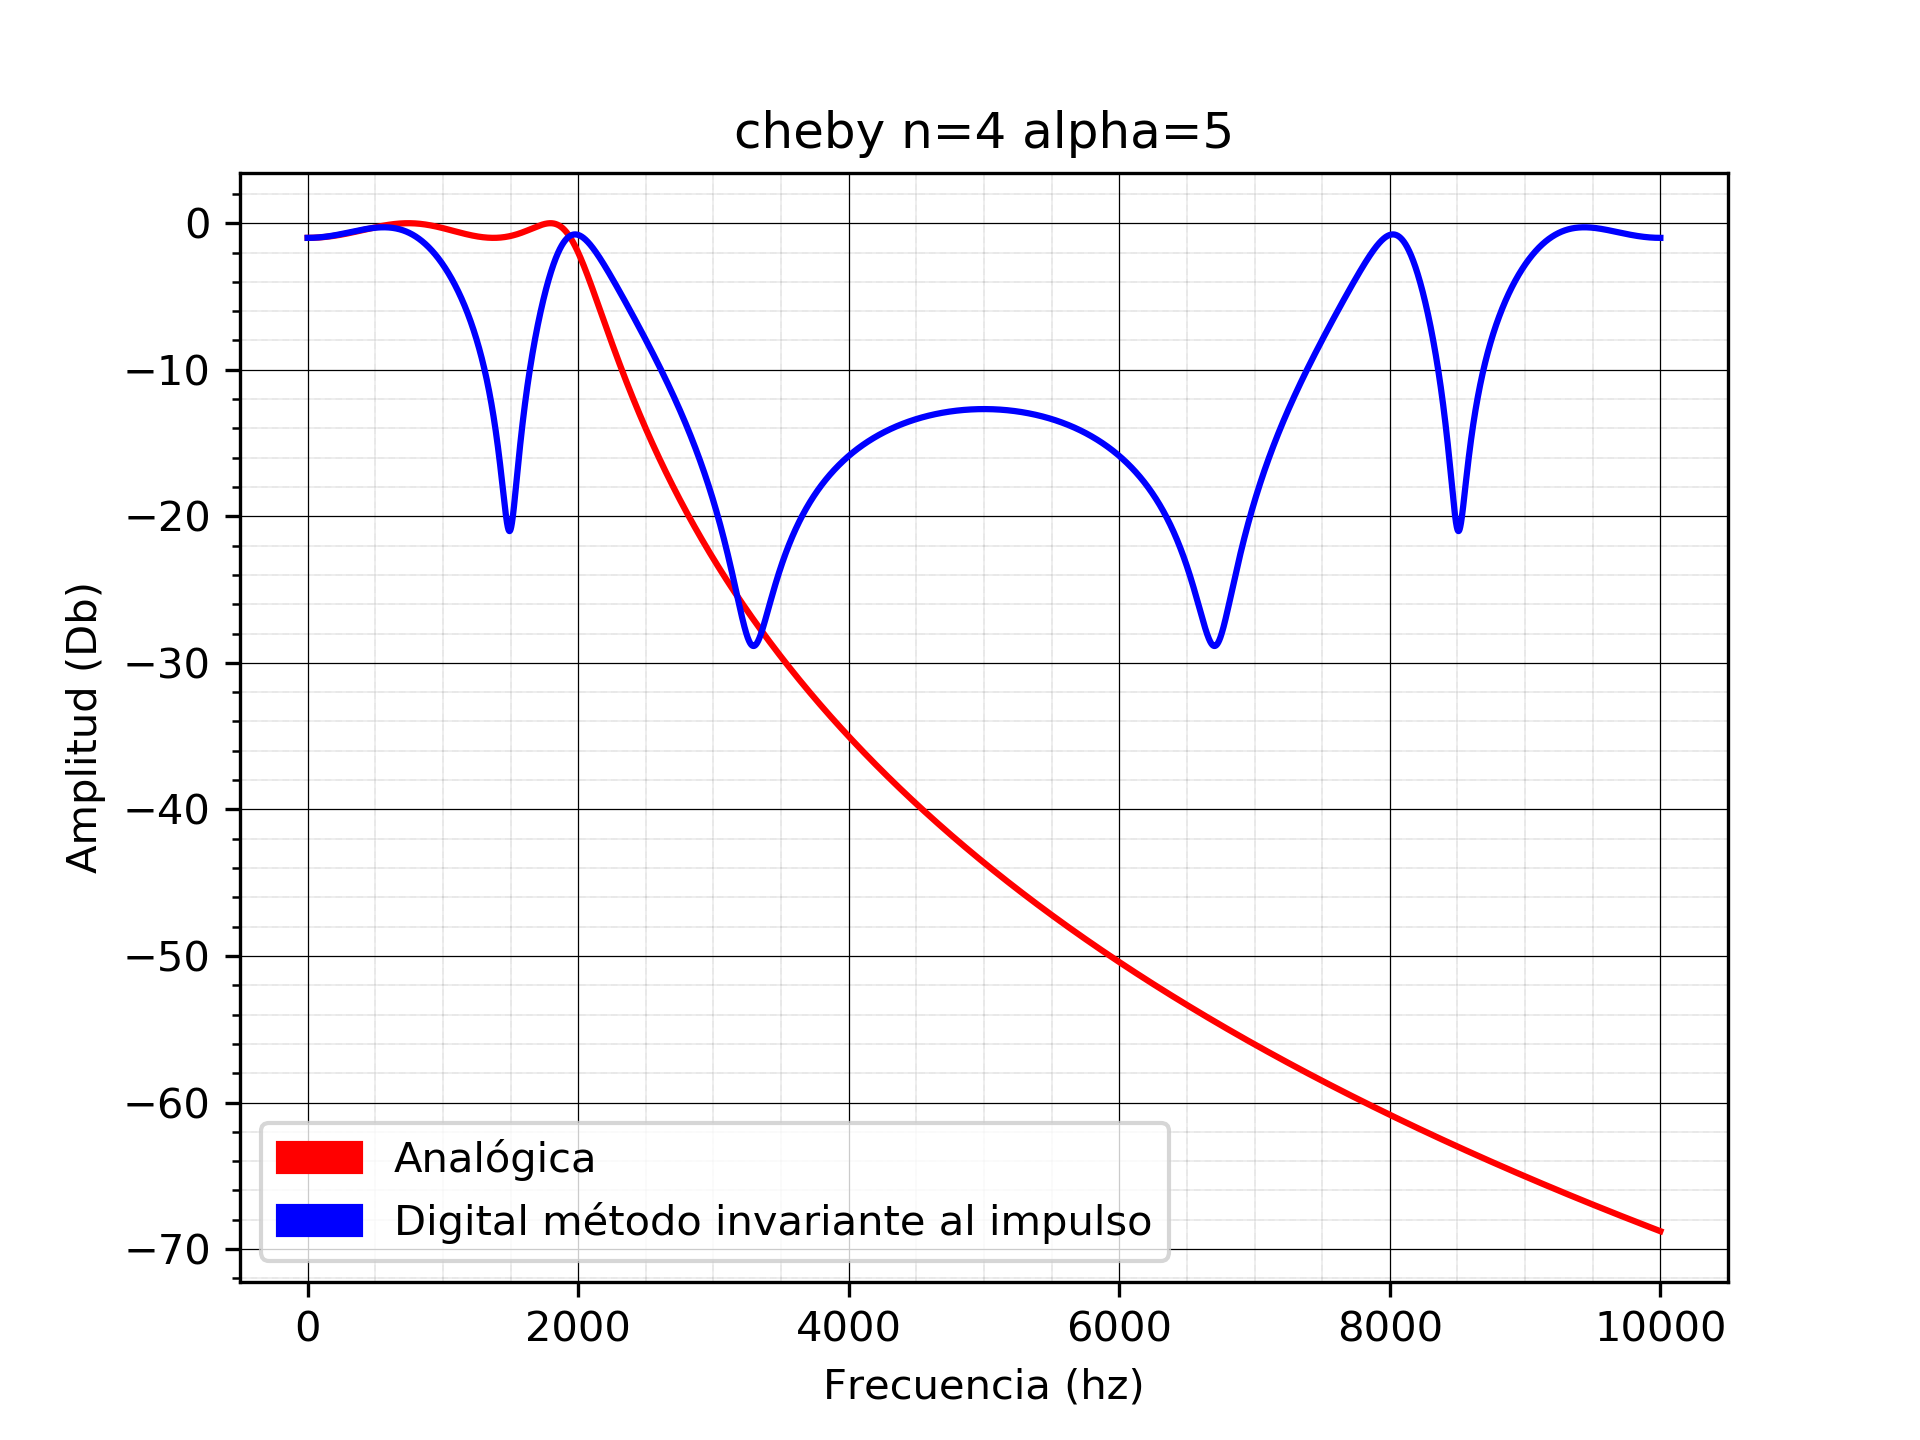 cheby n=4 alpha=5
0
−10
−20
−30
−40
−50
−60
−70
Amplitud (Db)
Analógica
Digital método invariante al impulso
0 2000 4000 6000 8000 10000
Frecuencia (hz)